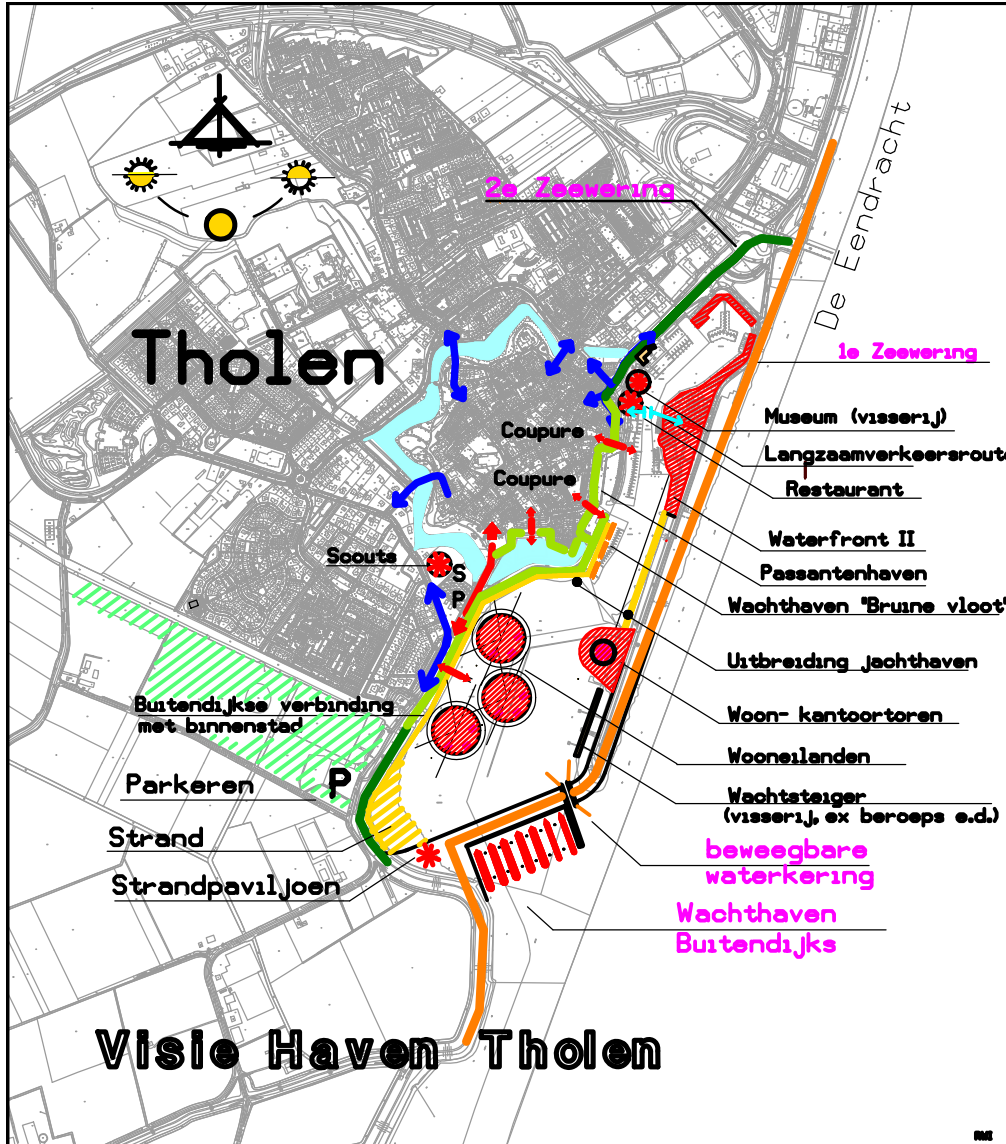 De Eendracht
2e Zeewering
Tholen
1e Zeewering
Museum (visserij)
Coupure
Langzaamverkeersroute
Coupure
Restaurant
Waterfront II
Scouts
S
P
Passantenhaven
Wachthaven "Bruine vloot"
Uitbreiding jachthaven
Buitendijkse verbinding
met binnenstad
Woon- kantoortoren
Wooneilanden
P
Parkeren
Wachtsteiger
(visserij, ex beroeps e.d.)
Strand
beweegbare
waterkering
Strandpaviljoen
Wachthaven
Buitendijks
Visie Haven Tholen